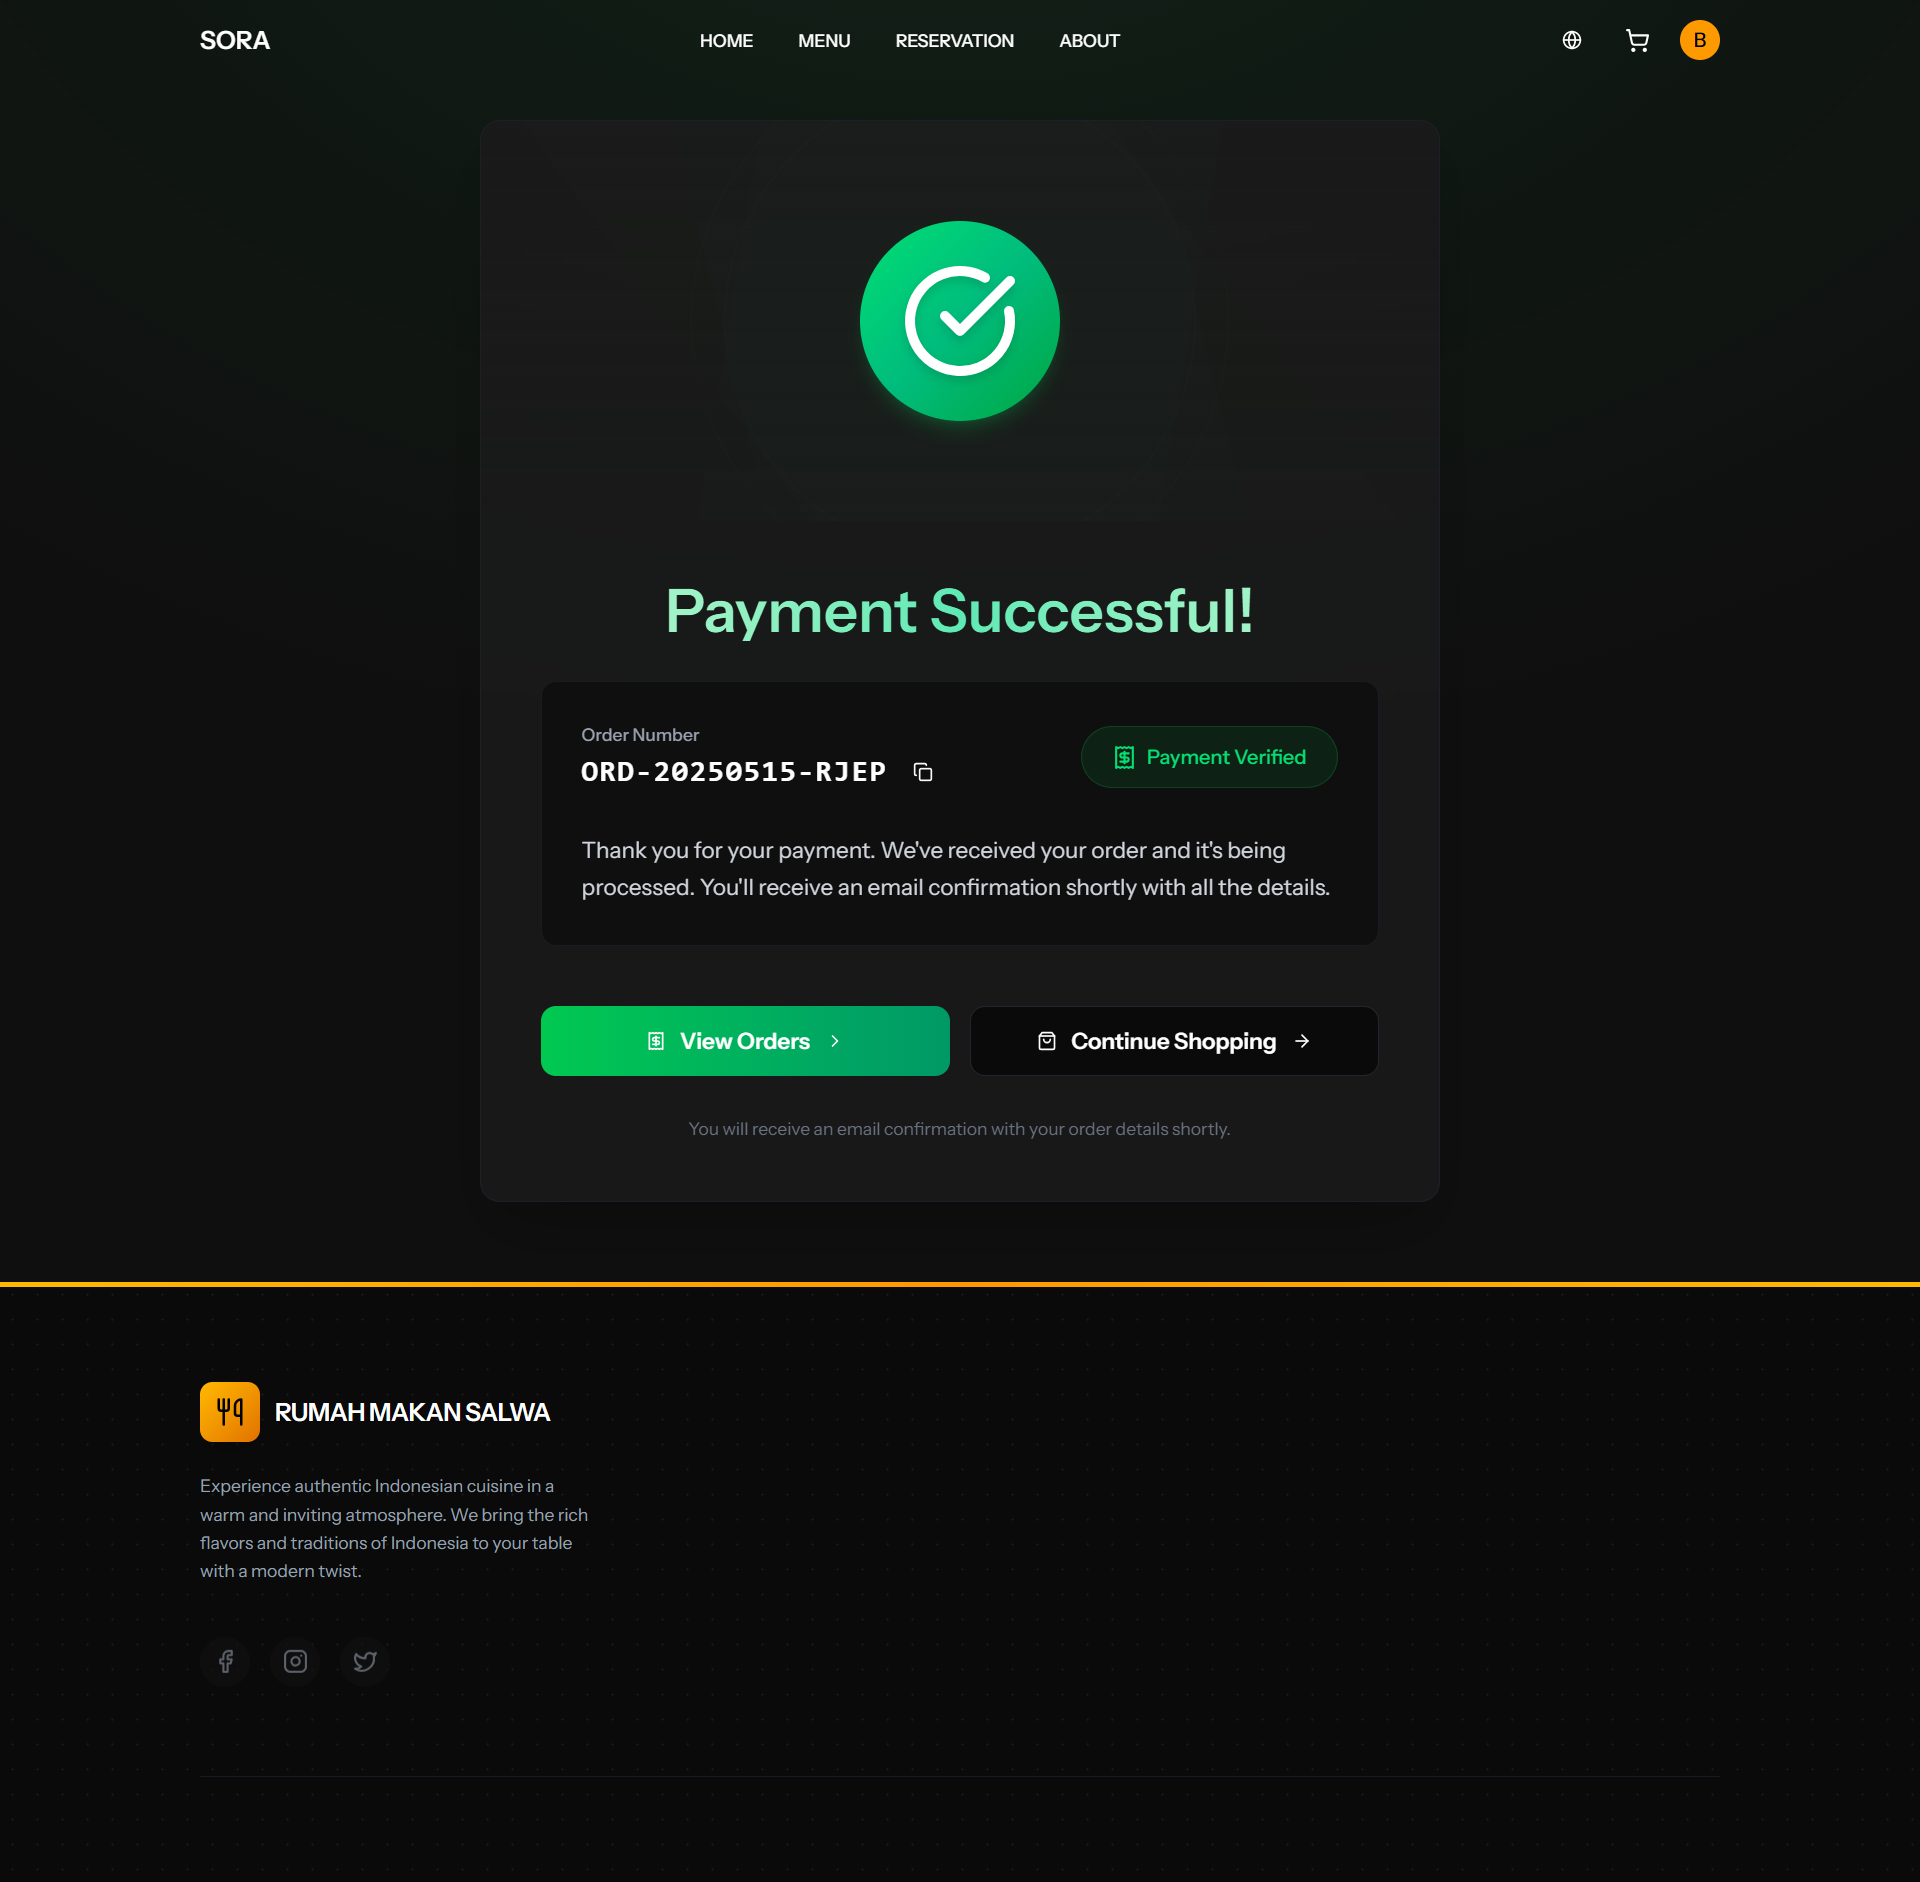 SORA
HOME
MENU
RESERVATION
ABOUT
B
Payment Successful!
Order Number
ORD-20250515-RJEP
Payment Verified
Thank you for your payment. We've received your order and it's being
processed. You'll receive an email confirmation shortly with all the details.
View Orders
Continue Shopping
You will receive an email confirmation with your order details shortly.
RUMAH MAKAN SALWA
Experience authentic Indonesian cuisine in a
warm and inviting atmosphere. We bring the rich
flavors and traditions of Indonesia to your table
with a modern twist.